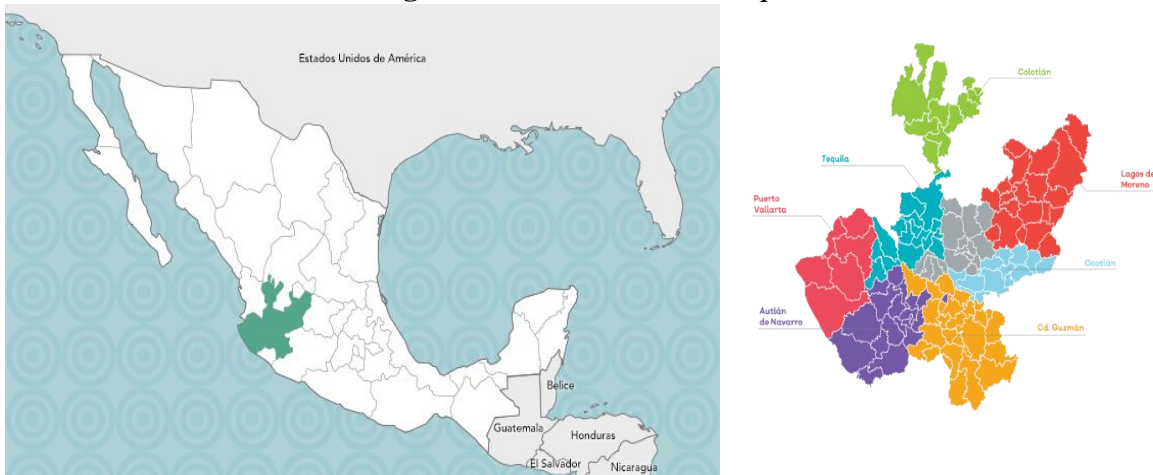 Estados Unidos de América
Belice
Guatemala
Honduras
El Salvador
Nicaragua
Colotlán
Tequila
Lagos de
Moreno
Puerto
Vallarta
Ocotlán
Autlán
de Navarro
Cd. Guzmán